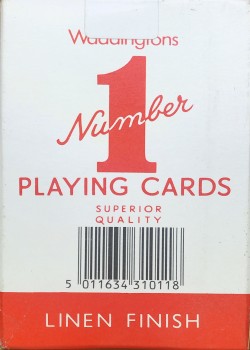 Waddingtons
1
Number
PLAYING CARDS
SUPERIOR
QUALITY
5 011634 310118
LINEN FINISH